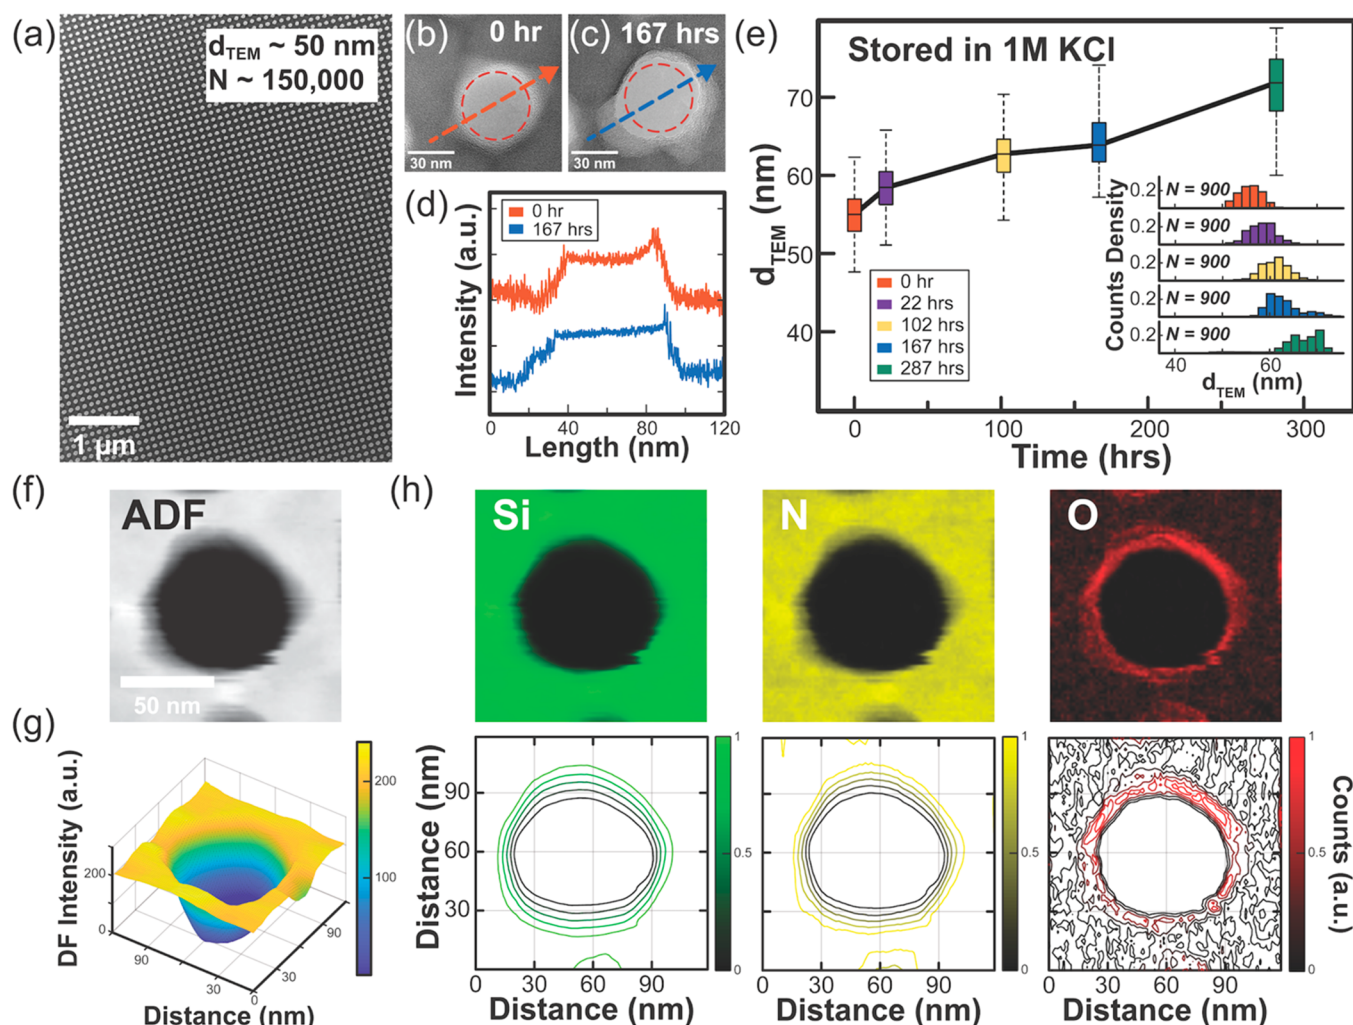 (a)
d_TEM ~ 50 nm
N ~ 150,000
1 μm
(b)
0 hr
30 nm
(c)
167 hrs
30 nm
(d)
Intensity (a.u.)
0 hr
167 hrs
0 40 80 120
Length (nm)
(e)
Stored in 1M KCl
d_TEM (nm)
70
60
50
40
0 hr
22 hrs
102 hrs
167 hrs
287 hrs
0 100 200 300
Time (hrs)
Counts Density
0.2 N = 900
0.2 N = 900
0.2 N = 900
0.2 N = 900
0.2 N = 900
40 60
d_TEM (nm)
(f)
ADF
50 nm
(g)
DF Intensity (a.u.)
200
0
90
30
0
30
90
Distance (nm)
200
100
(h)
Si
N
O
Distance (nm)
90
60
30
0 30 60 90
Distance (nm)
1
0.5
0
0 30 60 90
Distance (nm)
1
0.5
0
0 30 60 90
Distance (nm)
1
0.5
0
Counts (a.u.)